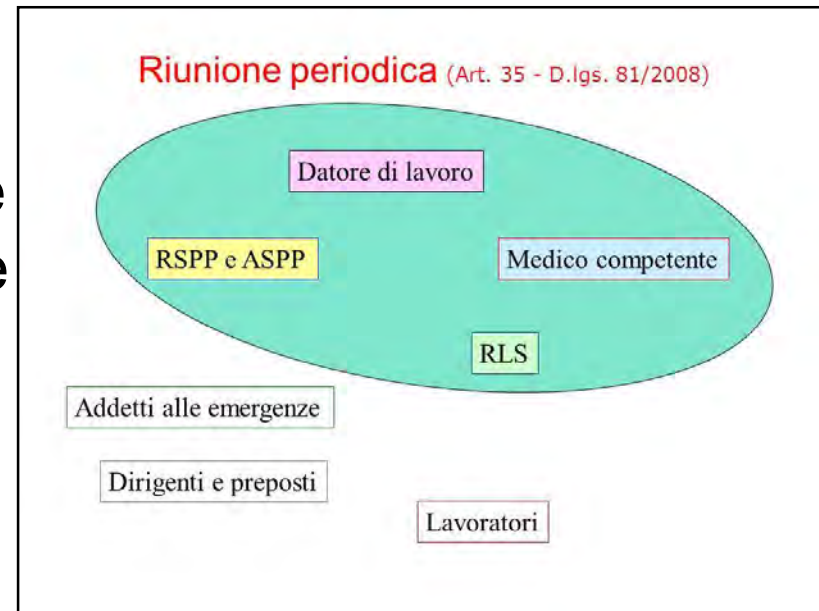 Riunione periodica (Art. 35 - D.lgs. 81/2008)
Datore di lavoro
RSPP e ASPP
Medico competente
RLS
Addetti alle emergenze
Dirigenti e preposti
Lavoratori
e
e